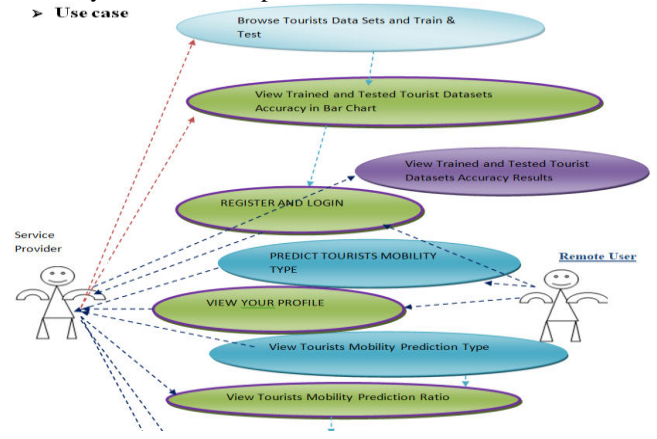 ➤ Use case
Browse Tourists Data Sets and Train &
Test
View Trained and Tested Tourist Datasets
Accuracy in Bar Chart
View Trained and Tested Tourist
Datasets Accuracy Results
REGISTER AND LOGIN
Service
Provider
PREDICT TOURISTS MOBILITY
TYPE
Remote User
VIEW YOUR PROFILE
View Tourists Mobility Prediction Type
View Tourists Mobility Prediction Ratio